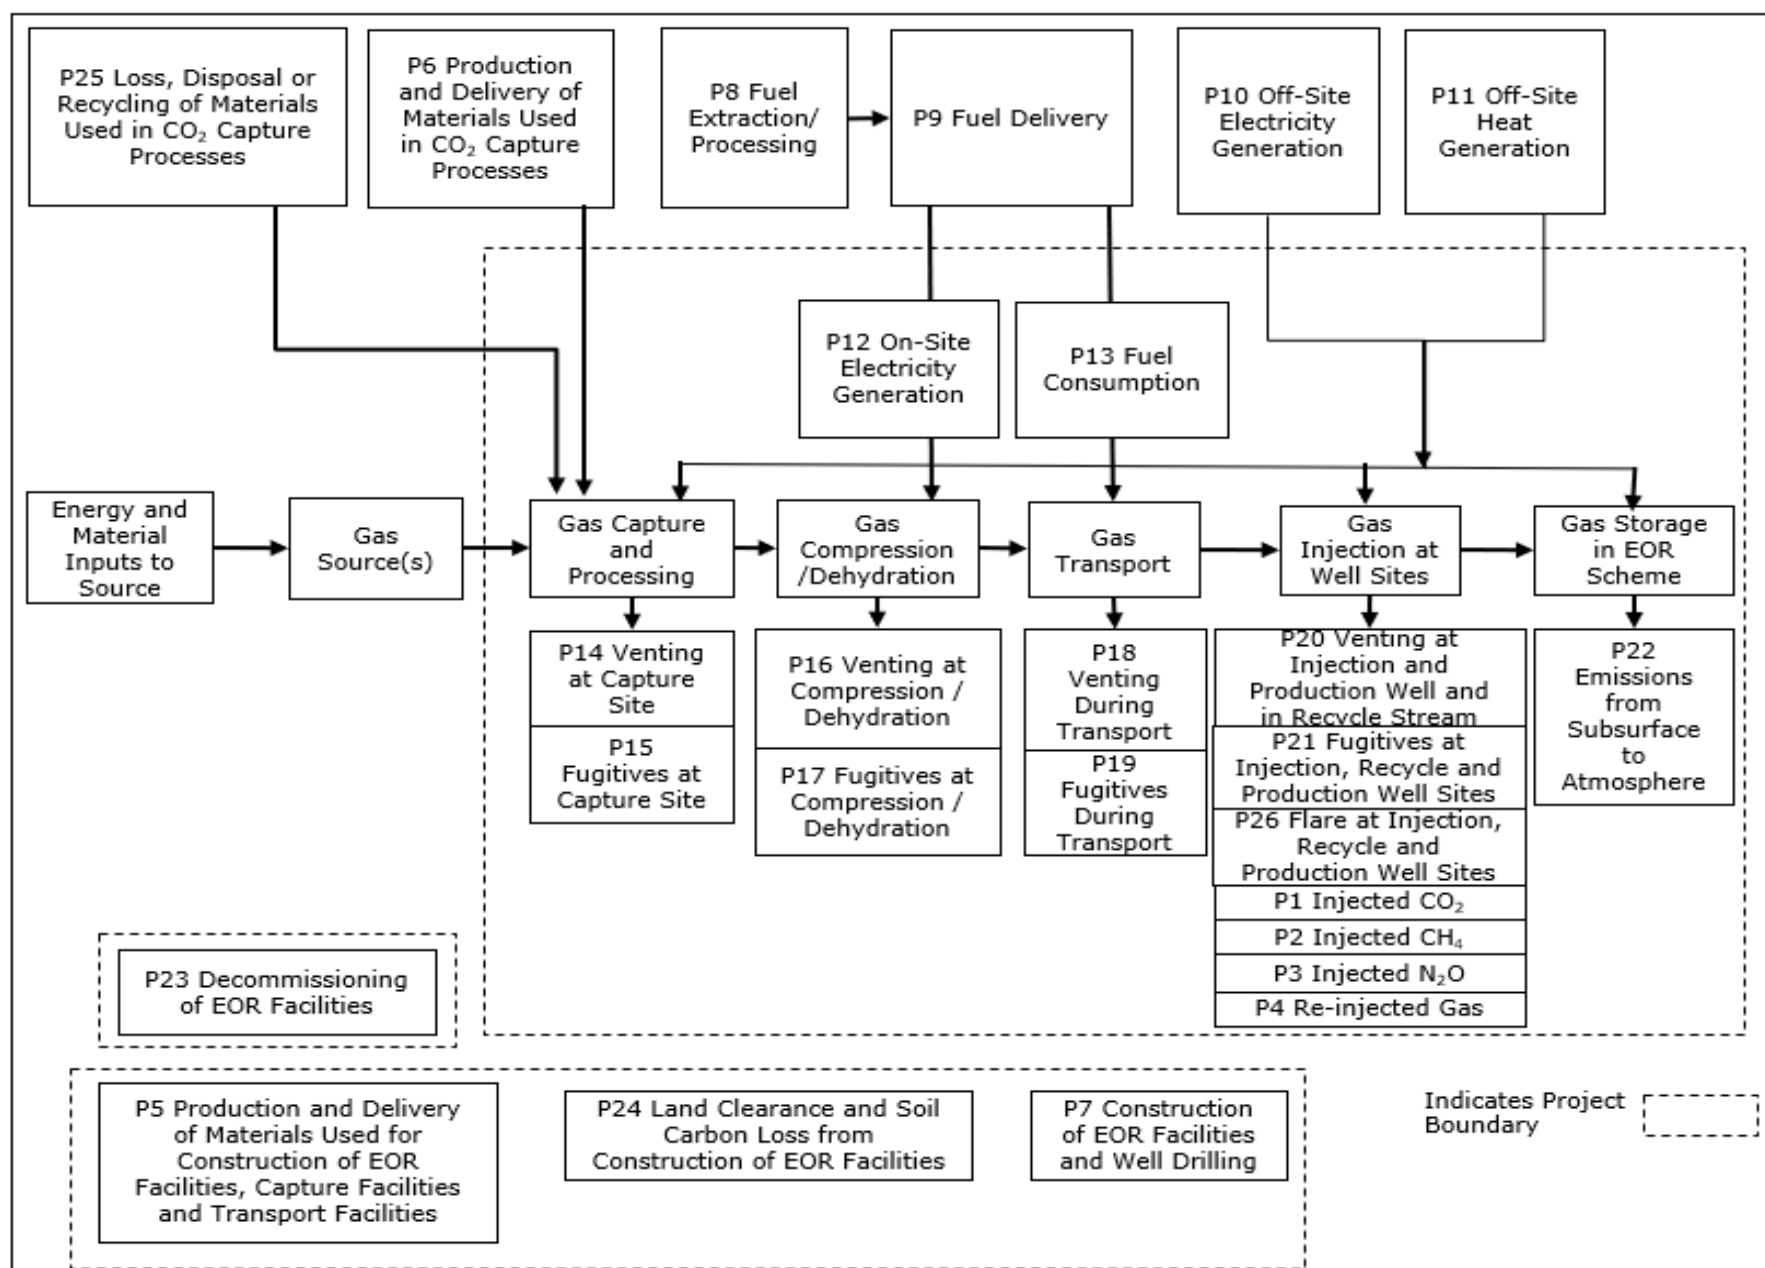 P25 Loss, Disposal or
Recycling of Materials
Used in CO₂ Capture
Processes
P6 Production
and Delivery of
Materials Used
in CO₂ Capture
Processes
P8 Fuel
Extraction/
Processing
P9 Fuel Delivery
P10 Off-Site
Electricity
Generation
P11 Off-Site
Heat
Generation
P12 On-Site
Electricity
Generation
P13 Fuel
Consumption
Energy and
Material
Inputs to
Source
Gas
Source(s)
Gas Capture
and
Processing
Gas
Compression
/Dehydration
Gas
Transport
Gas
Injection at
Well Sites
Gas Storage
in EOR
Scheme
P14 Venting
at Capture
Site
P15
Fugitives at
Capture Site
P16 Venting at
Compression /
Dehydration
P17 Fugitives at
Compression /
Dehydration
P18
Venting
During
Transport
P19
Fugitives
During
Transport
P20 Venting at
Injection and
Production Well and
in Recycle Stream
P21 Fugitives at
Injection, Recycle and
Production Well Sites
P26 Flare at Injection,
Recycle and
Production Well Sites
P1 Injected CO₂
P2 Injected CH₄
P3 Injected N₂O
P4 Re-injected Gas
P22
Emissions
from
Subsurface
to
Atmosphere
P23 Decommissioning
of EOR Facilities
P5 Production and Delivery
of Materials Used for
Construction of EOR
Facilities, Capture Facilities
and Transport Facilities
P24 Land Clearance and Soil
Carbon Loss from
Construction of EOR Facilities
P7 Construction
of EOR Facilities
and Well Drilling
Indicates Project
Boundary